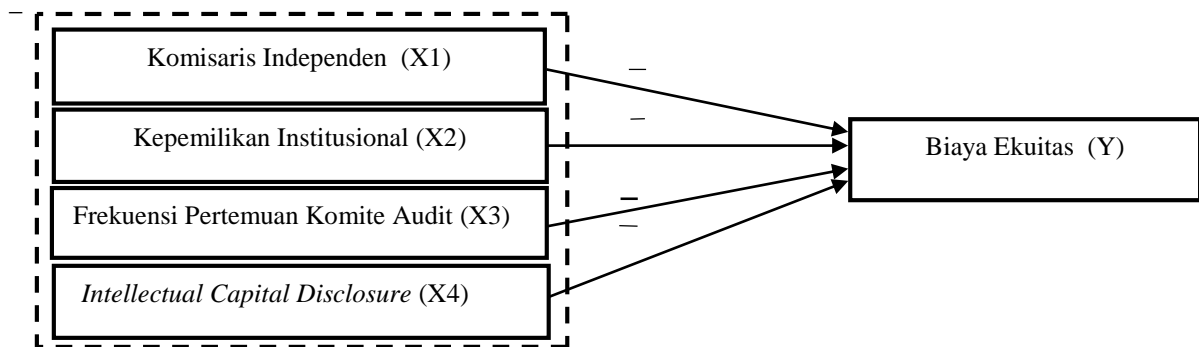 Komisaris Independen (X1)
Kepemilikan Institusional (X2)
Frekuensi Pertemuan Komite Audit (X3)
Intellectual Capital Disclosure (X4)
Biaya Ekuitas (Y)